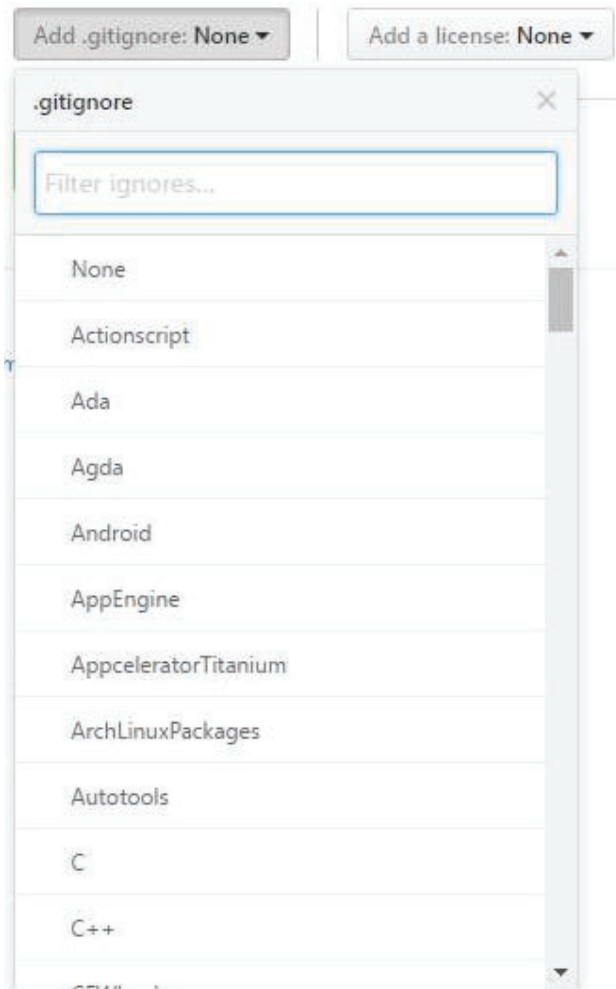 Add .gitignore: None Add a license: None
.gitignore
Filter ignores...
None
Actionscript
Ada
Agda
Android
AppEngine
AppceleratorTitanium
ArchLinuxPackages
Autotools
C
C++